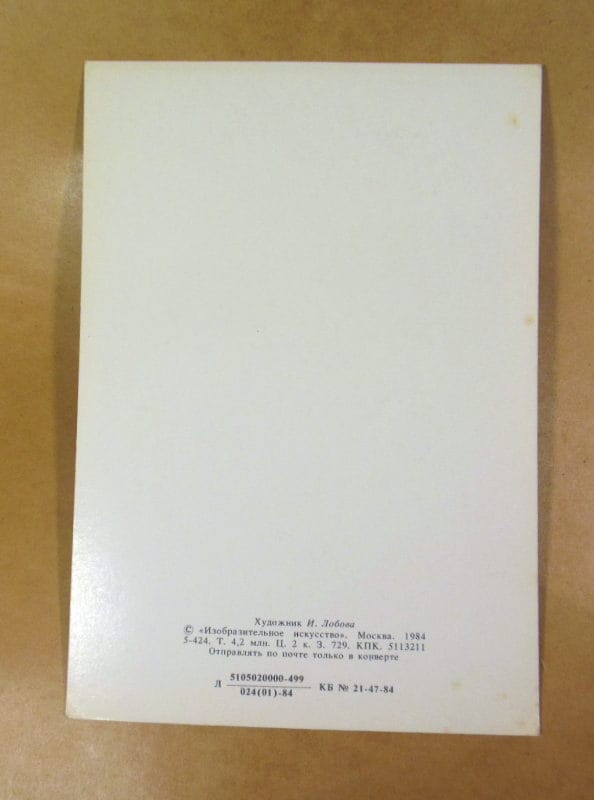 Художник И. Лобова
© «Изобразительное искусство». Москва. 1984
5-424. Т. 4,2 млн. Ц. 2 к. З. 729. КПК. 5113211
Отправлять по почте только в конверте
5105020000-499
Л КБ № 21-47-84
024(01)-84